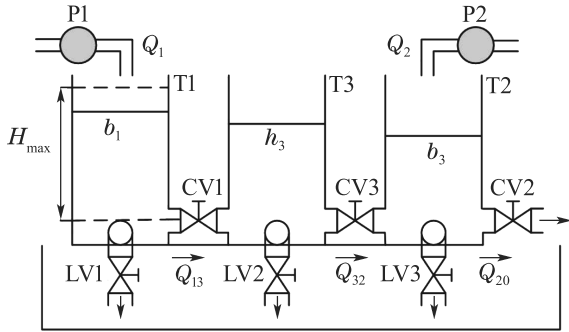 P1
P2
Q₁
Q₂
T1
T3
T2
Hmax
b₁
h₃
b₃
CV1
CV3
CV2
LV1
Q₁₃
LV2
Q₃₂
LV3
Q₂₀